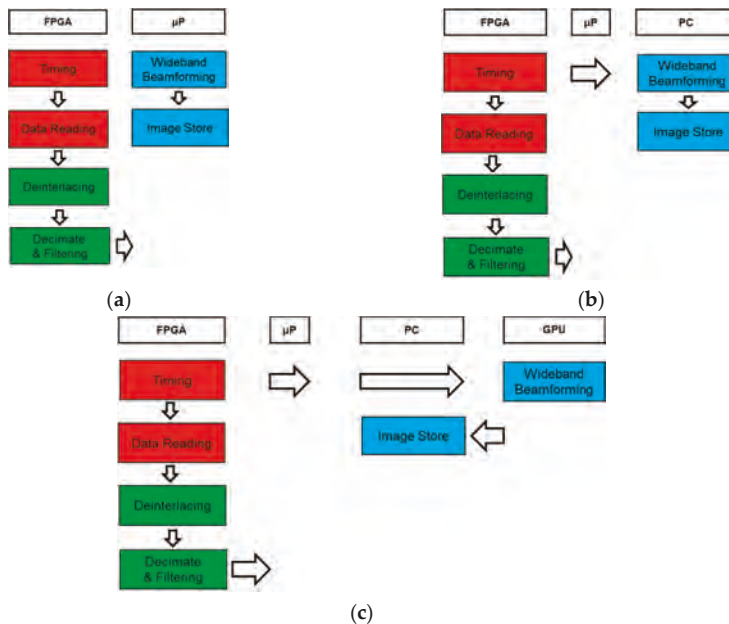 FPGA
µP
Timing
Wideband
Beamforming
Data Reading
Image Store
Deinterlacing
Decimate
& Filtering
(a)
FPGA
µP
PC
Timing
Wideband
Beamforming
Data Reading
Image Store
Deinterlacing
Decimate
& Filtering
(b)
FPGA
µP
PC
GPU
Timing
Wideband
Beamforming
Data Reading
Image Store
Deinterlacing
Decimate
& Filtering
(c)